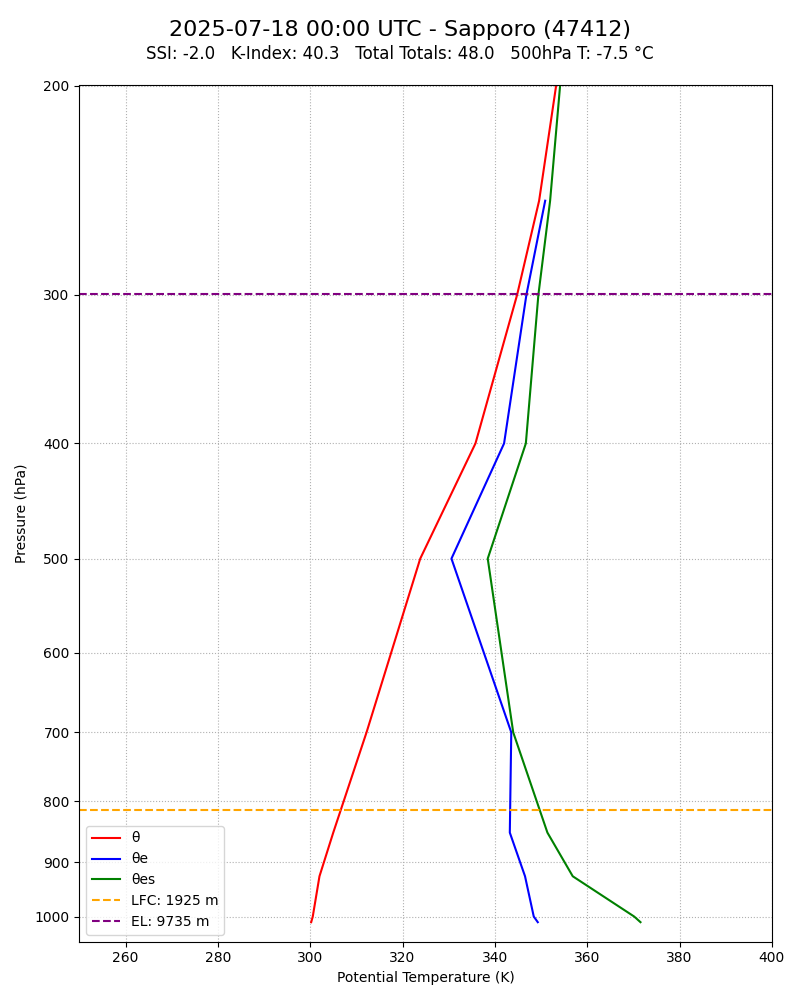 2025-07-18 00:00 UTC - Sapporo (47412)
SSI: -2.0 K-Index: 40.3 Total Totals: 48.0 500hPa T: -7.5 °C
200
300
400
500
600
700
800
900
1000
Pressure (hPa)
θ
θe
θes
LFC: 1925 m
EL: 9735 m
260 280 300 320 340 360 380 400
Potential Temperature (K)